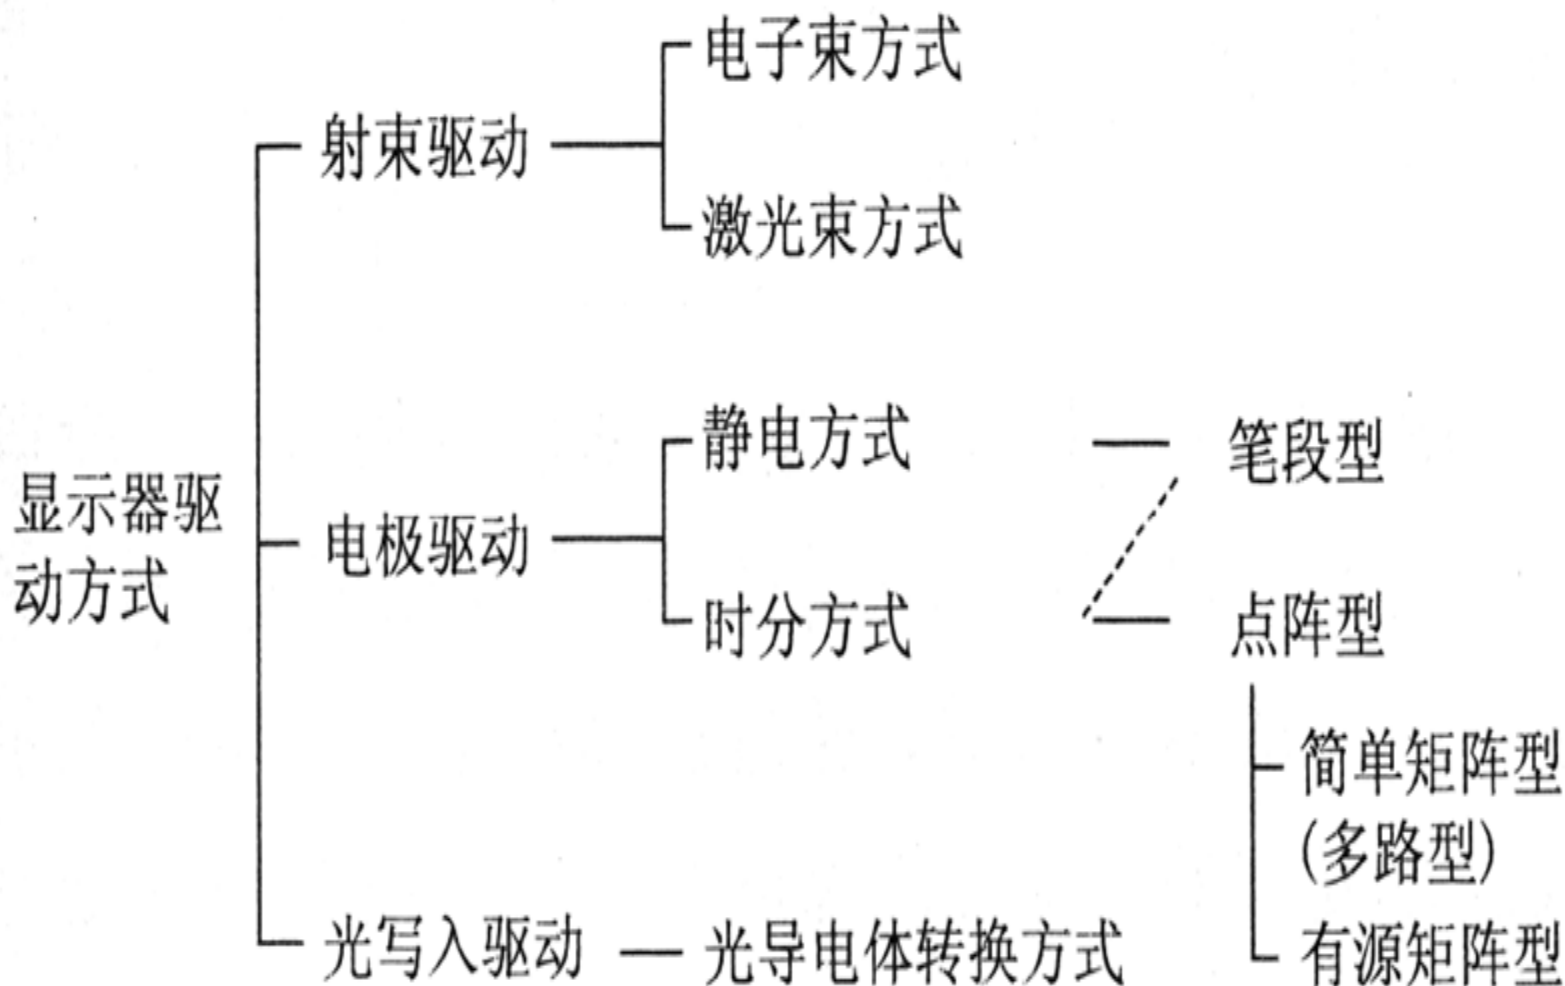 电子束方式
射束驱动
激光束方式
静电方式
笔段型
显示器驱
动方式
电极驱动
时分方式
点阵型
简单矩阵型
(多路型)
光写入驱动
光导电体转换方式
有源矩阵型